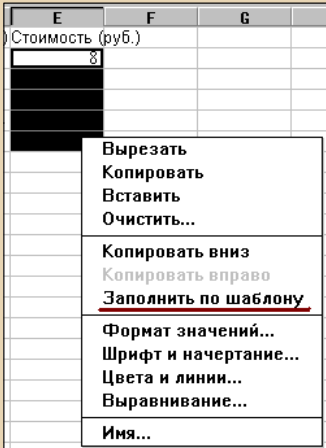 E F G
) Стоимость (руб.)
8
Вырезать
Копировать
Вставить
Очистить...
Копировать вниз
Копировать вправо
Заполнить по шаблону
Формат значений...
Шрифт и начертание...
Цвета и линии...
Выравнивание...
Имя...